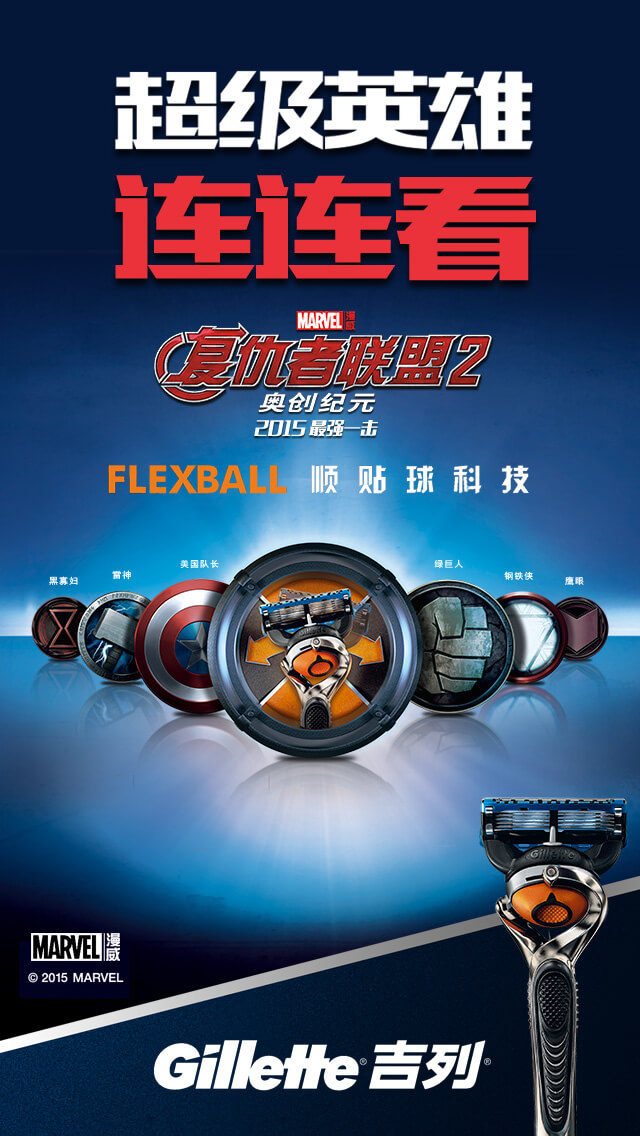 超级英雄
连连看
MARVEL 漫威
复仇者联盟2
奥创纪元
2015最强一击
FLEXBALL 顺贴球科技
黑寡妇 雷神 美国队长 绿巨人 钢铁侠 鹰眼
Gillette
MARVEL 漫威
© 2015 MARVEL
Gillette® 吉列®